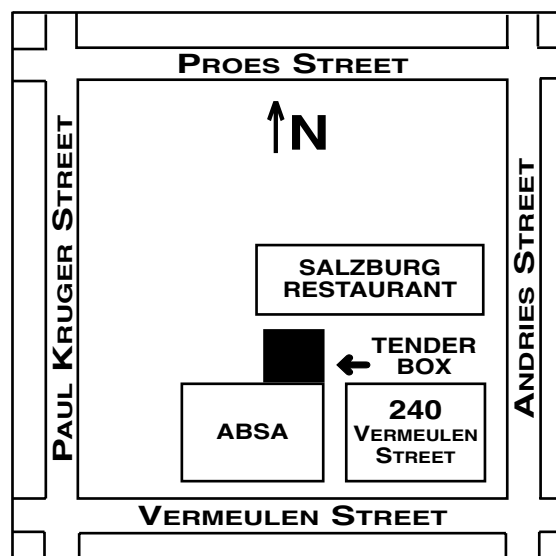 PROES STREET
N
PAUL KRUGER STREET
ANDRIES STREET
SALZBURG
RESTAURANT
TENDER
BOX
ABSA
240
VERMEULEN
STREET
VERMEULEN STREET